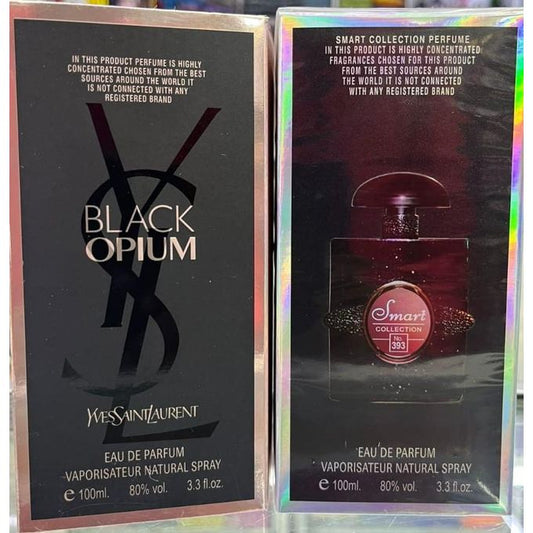 IN THIS PRODUCT PERFUME IS HIGHLY
CONCENTRATED CHOSEN FROM THE BEST
SOURCES AROUND THE WORLD IT
IS NOT CONNECTED WITH ANY
REGISTERED BRAND
YSL
BLACK
OPIUM
YVESSAINTLAURENT
EAU DE PARFUM
VAPORISATEUR NATURAL SPRAY
e 100ml. 80% vol. 3.3 fl.oz.
SMART COLLECTION PERFUME
IN THIS PRODUCT IS HIGHLY CONCENTRATED
FRAGRANCES CHOSEN FOR THIS PRODUCT
FROM THE BEST SOURCES AROUND
THE WORLD IT IS NOT CONNECTED
WITH ANY REGISTERED BRAND
Smart
COLLECTION
No.
393
EAU DE PARFUM
VAPORISATEUR NATURAL SPRAY
e 100ml. 80% vol. 3.3 fl.oz.